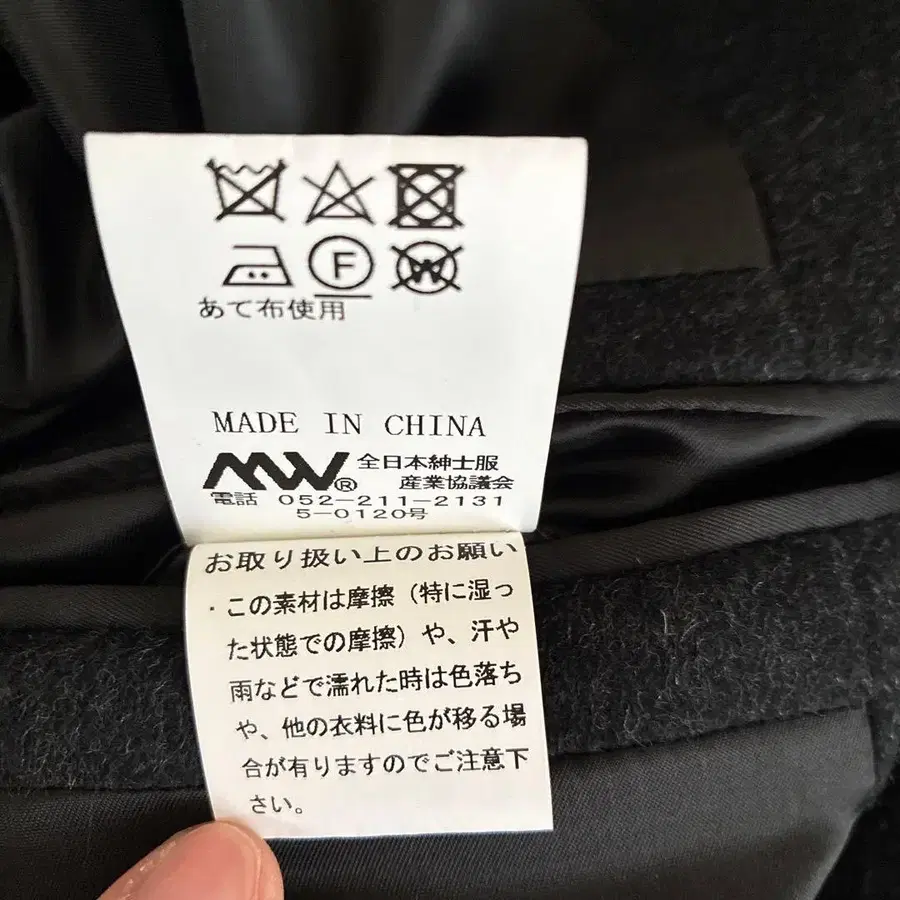 F
W
あて布使用
MADE IN CHINA
MW® 全日本紳士服
産業協議会
電話 052-211-2131
5-0120号
お取り扱い上のお願い
・この素材は摩擦（特に湿っ
た状態での摩擦）や、汗や
雨などで濡れた時は色落ち
や、他の衣料に色が移る場
合が有りますのでご注意下
さい。